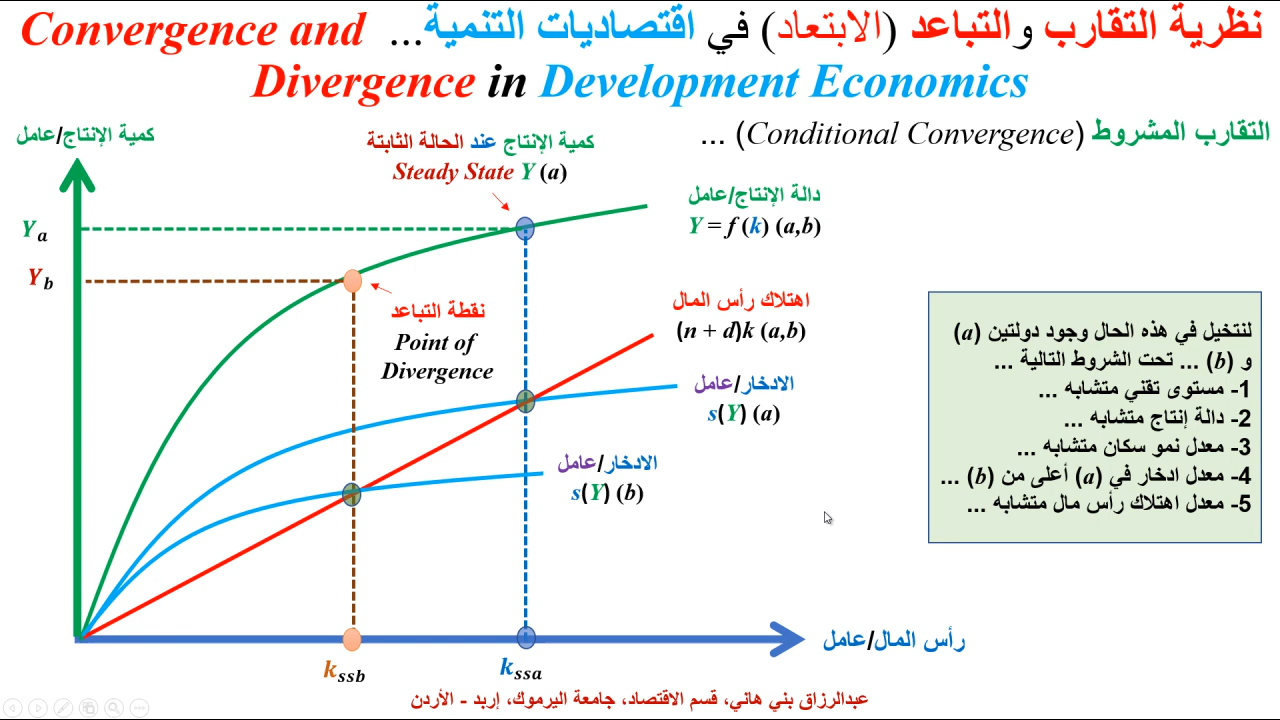 نظرية التقارب والتباعد (الابتعاد) في اقتصاديات التنمية... Convergence and
Divergence in Development Economics
التقارب المشروط (Conditional Convergence) ...
كمية الإنتاج/عامل
كمية الإنتاج عند الحالة الثابتة
Steady State Y (a)
دالة الإنتاج/عامل
Y = f (k) (a,b)
Y_a
Y_b
نقطة التباعد
Point of
Divergence
اهتلاك رأس المال
(n + d)k (a,b)
الادخار/عامل
s(Y) (a)
الادخار/عامل
s(Y) (b)
لنتخيل في هذه الحال وجود دولتين (a)
و (b) ... تحت الشروط التالية ...
1- مستوى تقني متشابه ...
2- دالة إنتاج متشابه ...
3- معدل نمو سكان متشابه ...
4- معدل ادخار في (a) أعلى من (b) ...
5- معدل اهتلاك رأس مال متشابه ...
رأس المال/عامل
k_ssb
k_ssa
عبدالرزاق بني هاني، قسم الاقتصاد، جامعة اليرموك، إربد - الأردن